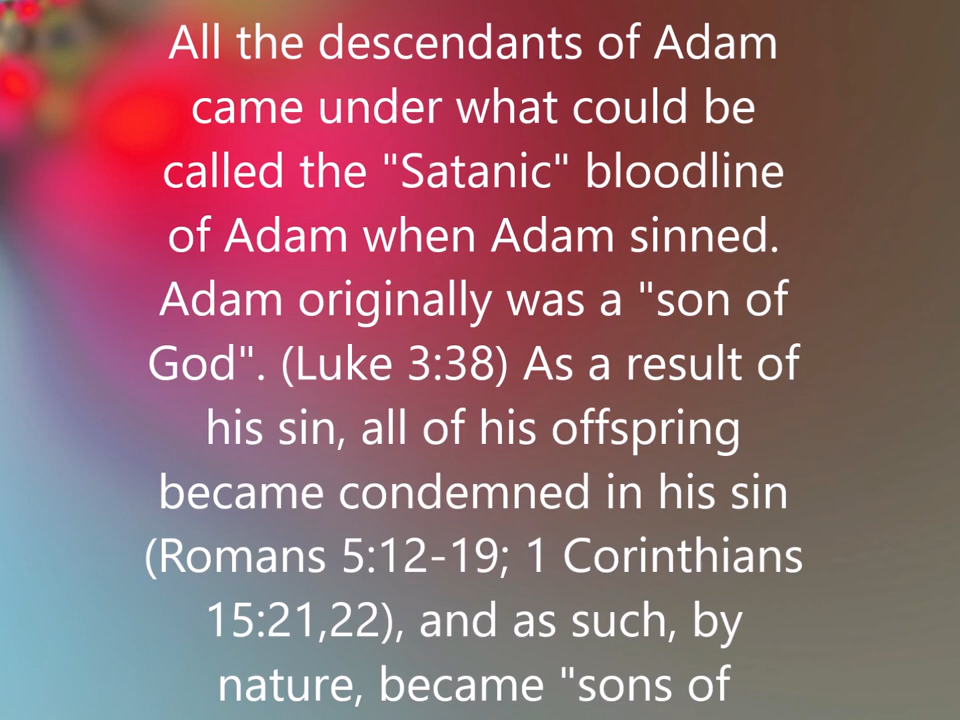 All the descendants of Adam
came under what could be
called the "Satanic" bloodline
of Adam when Adam sinned.
Adam originally was a "son of
God". (Luke 3:38) As a result of
his sin, all of his offspring
became condemned in his sin
(Romans 5:12-19; 1 Corinthians
15:21,22), and as such, by
nature, became "sons of